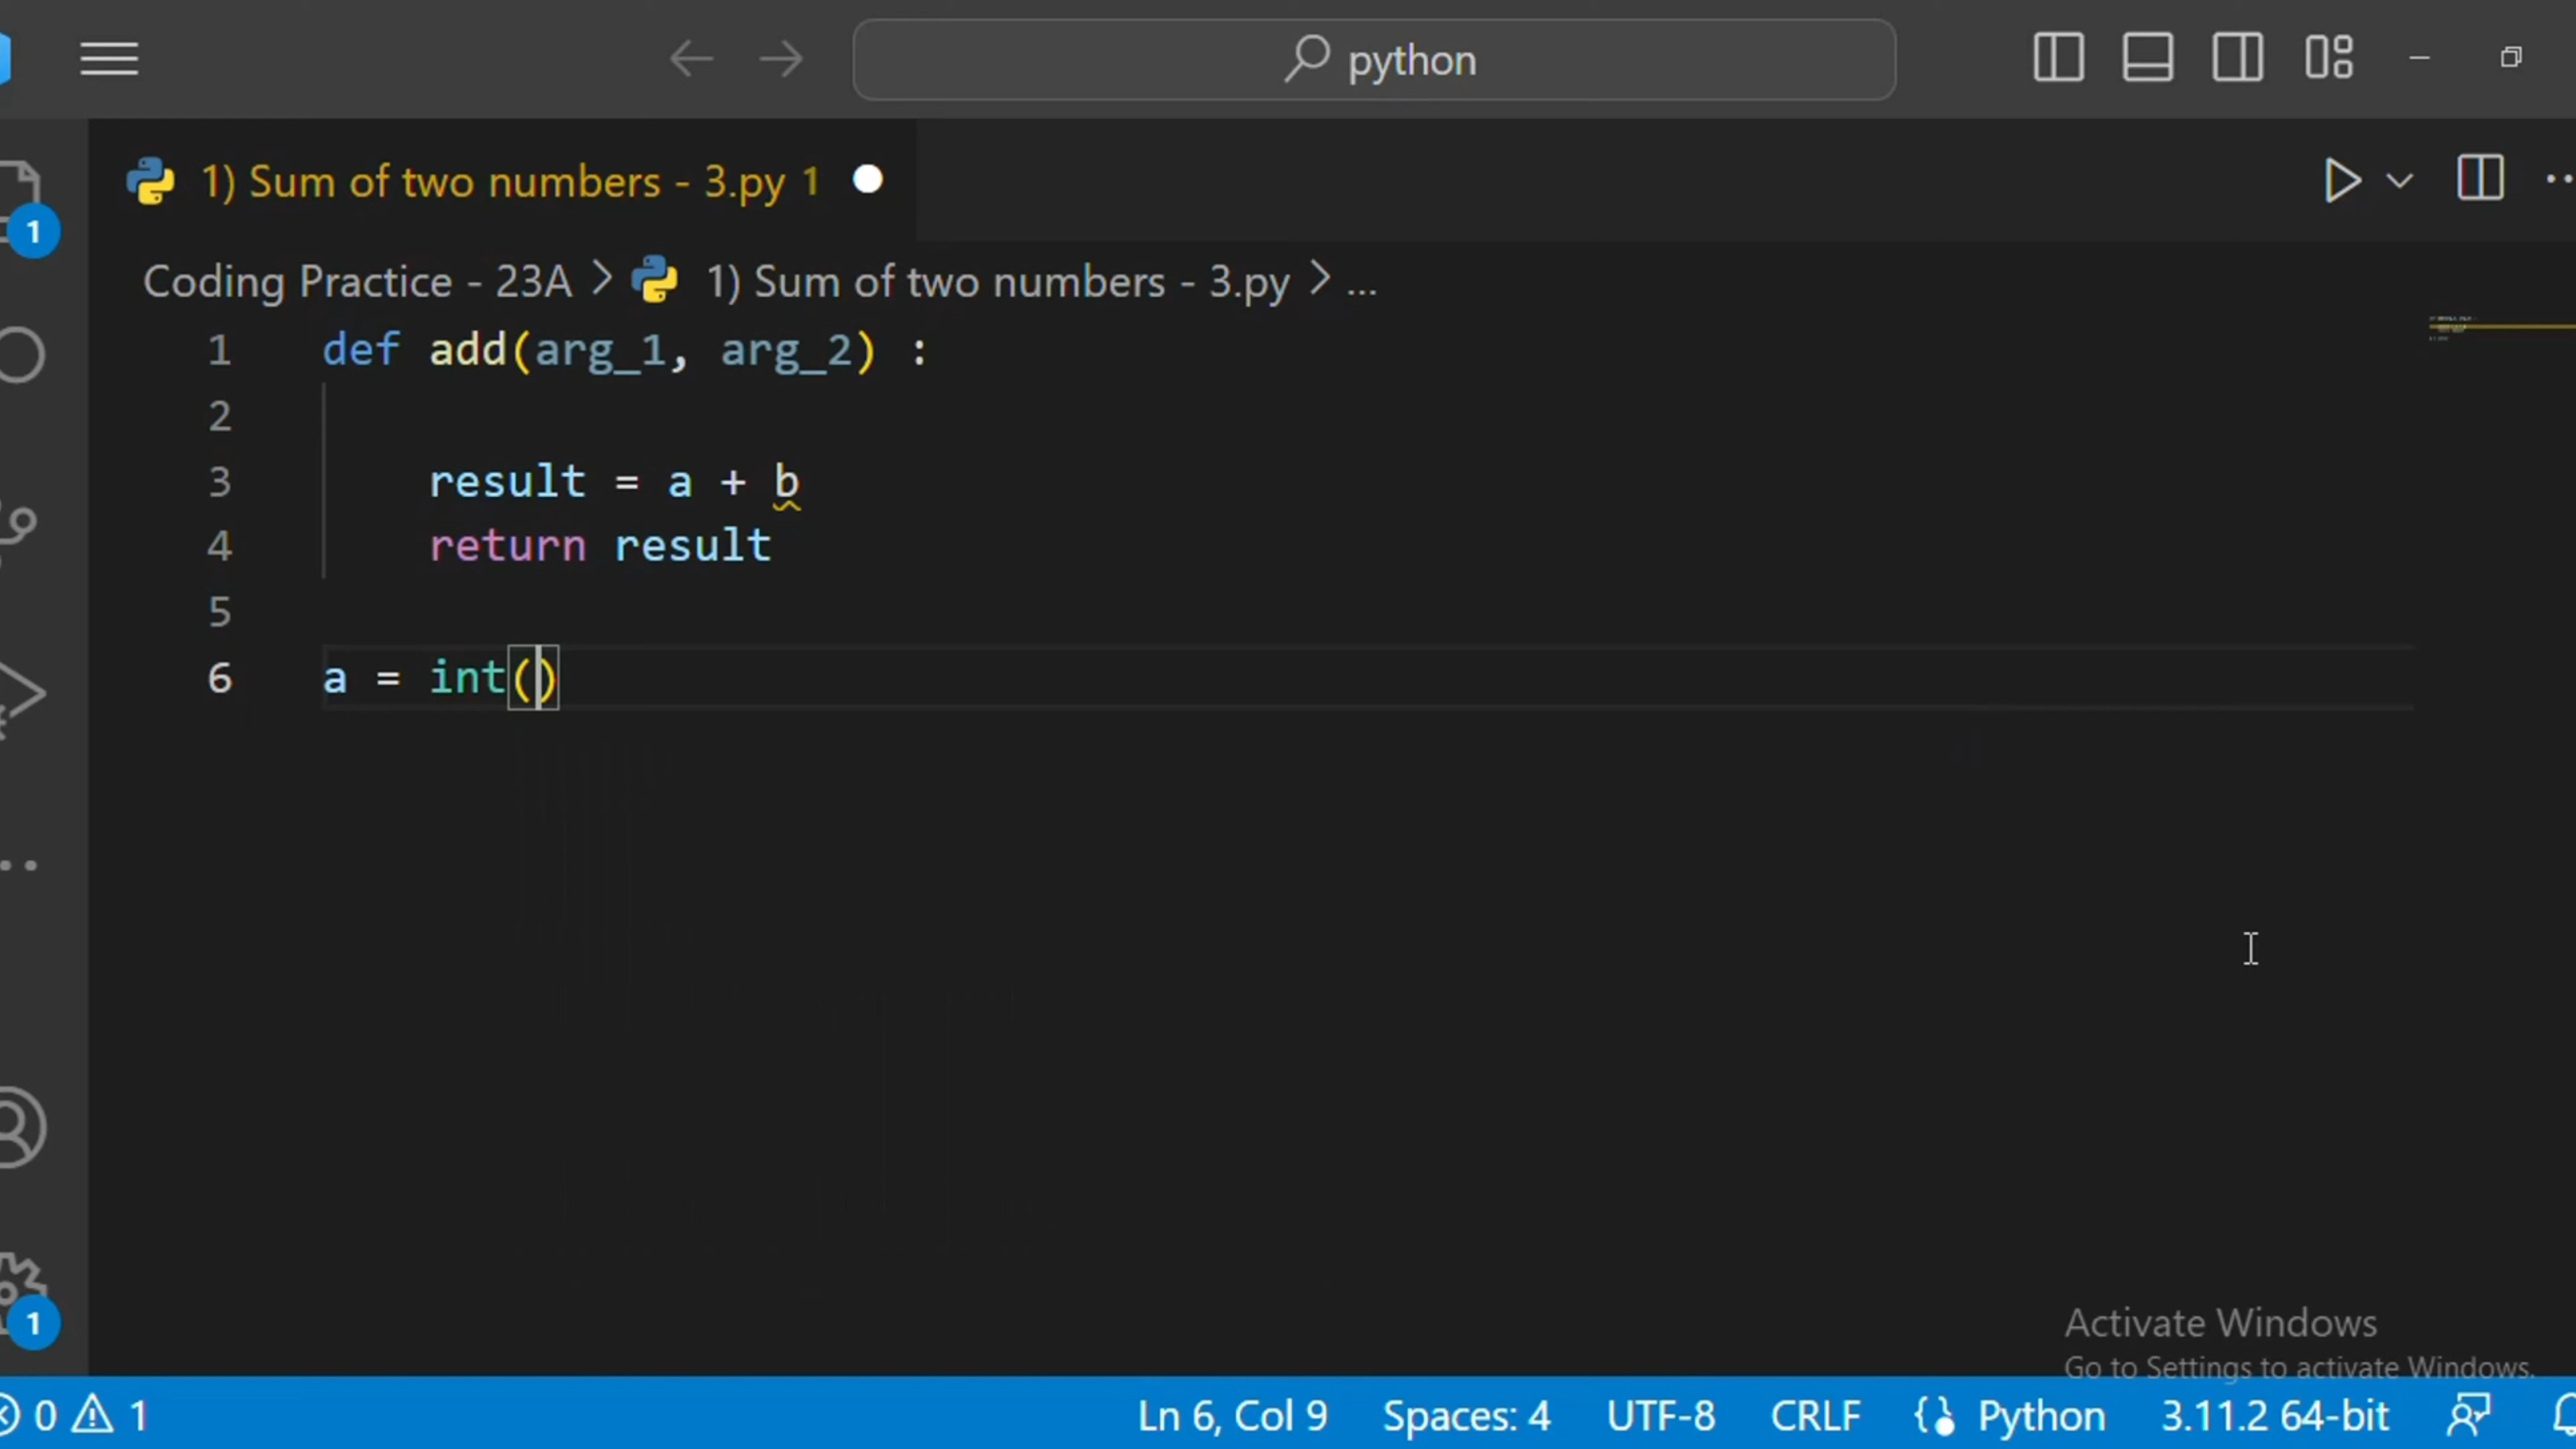 python
1) Sum of two numbers - 3.py 1
1
Coding Practice - 23A > 1) Sum of two numbers - 3.py > ...
1 def add(arg_1, arg_2) :
2
3 result = a + b
4 return result
5
6 a = int()
1
Activate Windows
Go to Settings to activate Windows.
0 1 Ln 6, Col 9 Spaces: 4 UTF-8 CRLF Python 3.11.2 64-bit